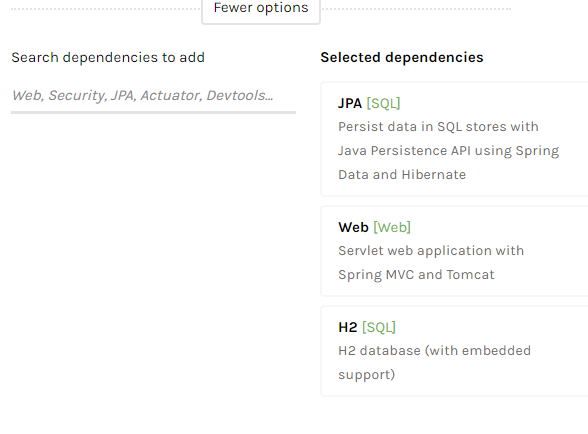 Fewer options
Search dependencies to add
Web, Security, JPA, Actuator, Devtools...
Selected dependencies
JPA [SQL]
Persist data in SQL stores with
Java Persistence API using Spring
Data and Hibernate
Web [Web]
Servlet web application with
Spring MVC and Tomcat
H2 [SQL]
H2 database (with embedded
support)